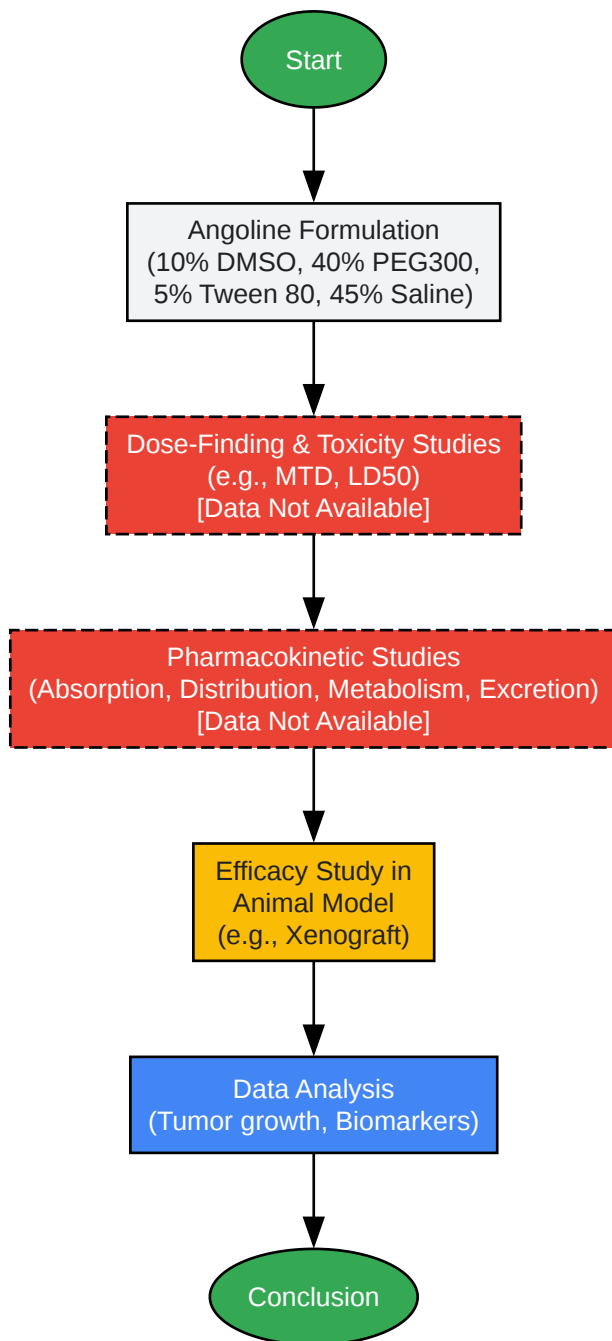 Start
Angoline Formulation
(10% DMSO, 40% PEG300,
5% Tween 80, 45% Saline)
Dose-Finding & Toxicity Studies
(e.g., MTD, LD50)
[Data Not Available]
Pharmacokinetic Studies
(Absorption, Distribution, Metabolism, Excretion)
[Data Not Available]
Efficacy Study in
Animal Model
(e.g., Xenograft)
Data Analysis
(Tumor growth, Biomarkers)
Conclusion